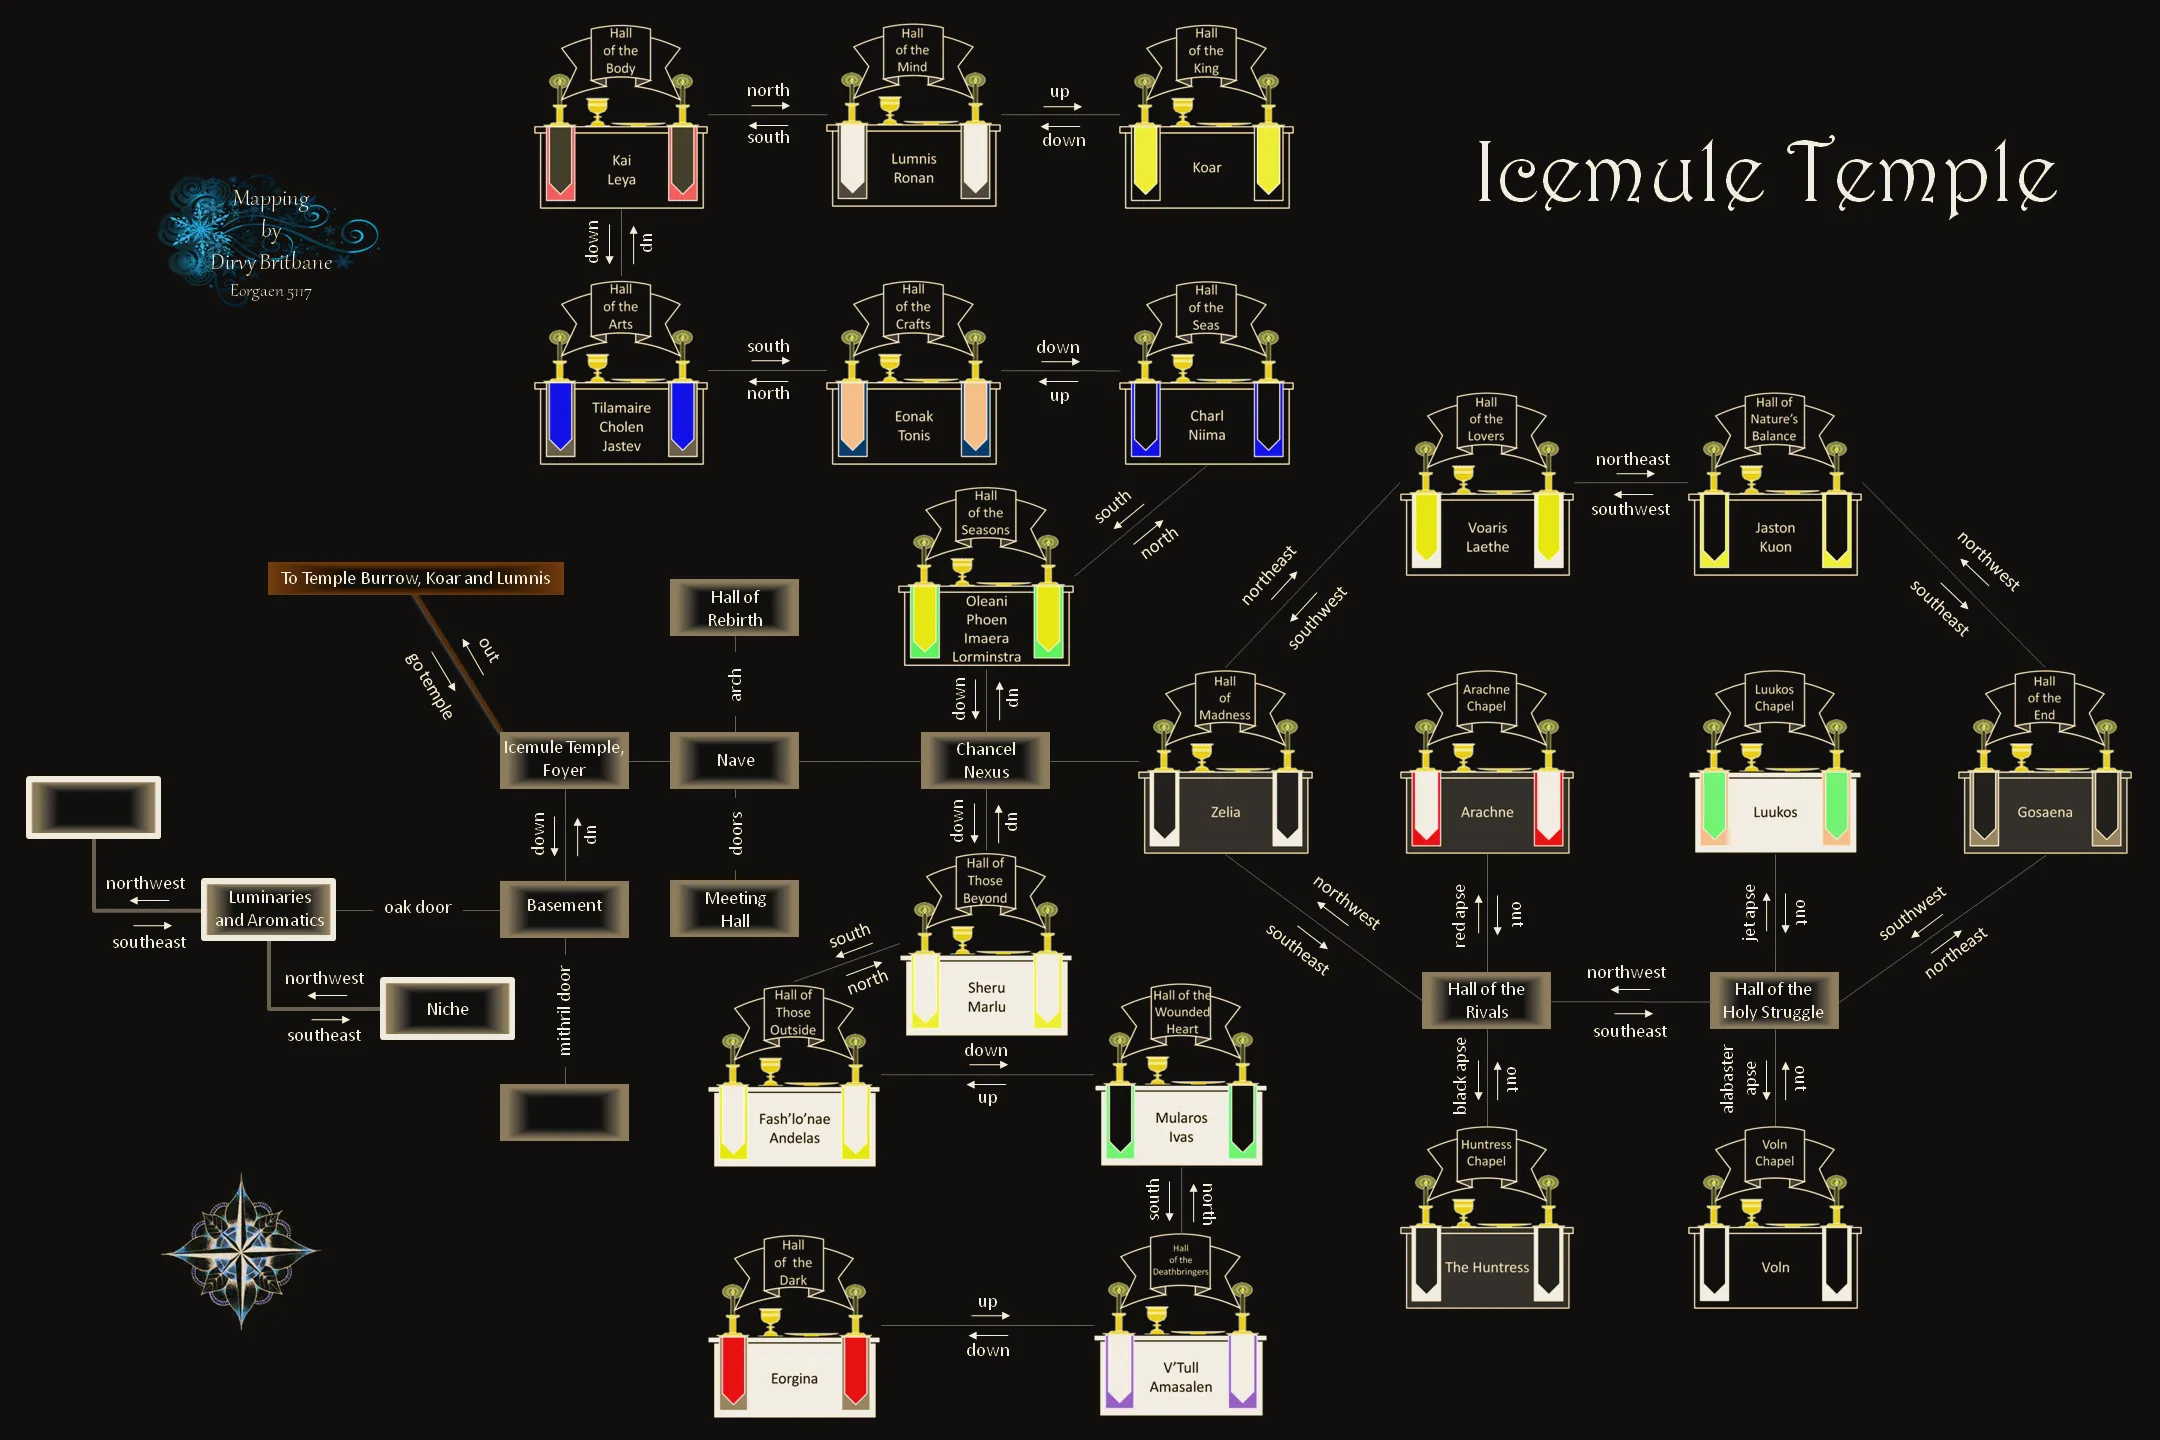 Icemule Temple
Mapping
by
Dirvy Britbane
Eorgaen 5117
Hall
of the
Body
Kai
Leya
north
south
Hall
of the
Mind
Lumnis
Ronan
up
down
Hall
of the
King
Koar
down
up
Hall
of the
Arts
Tilamaire
Cholen
Jastev
south
north
Hall
of the
Crafts
Eonak
Tonis
down
up
Hall
of the
Seas
Charl
Niima
south
north
Hall
of the
Seasons
Oleani
Phoen
Imaera
Lorminstra
down
up
Hall
of the
Lovers
Voaris
Laethe
northeast
southwest
Hall of
Nature's
Balance
Jaston
Kuon
northeast
southwest
northwest
southeast
To Temple Burrow, Koar and Lumnis
out
go temple
Hall of
Rebirth
arch
Icemule Temple,
Foyer
Nave
Chancel
Nexus
Hall
of
Madness
Zelia
Arachne
Chapel
Arachne
Luukos
Chapel
Luukos
Hall
of the
End
Gosaena
down
up
doors
down
up
northwest
southeast
Luminaries
and Aromatics
oak door
Basement
Meeting
Hall
northwest
southeast
Niche
mithril door
Hall of
Those
Beyond
Sheru
Marlu
south
north
Hall of
Those
Outside
Fash'lo'nae
Andelas
down
up
Hall of the
Wounded
Heart
Mularos
Ivas
south
north
Hall
of the
Dark
Eorgina
up
down
Hall
of the
Deathbringers
V'Tull
Amasalen
northwest
southeast
red apse
out
jet apse
out
southwest
northeast
Hall of the
Rivals
northwest
southeast
Hall of the
Holy Struggle
black apse
out
alabaster
apse
out
Huntress
Chapel
The Huntress
Voln
Chapel
Voln